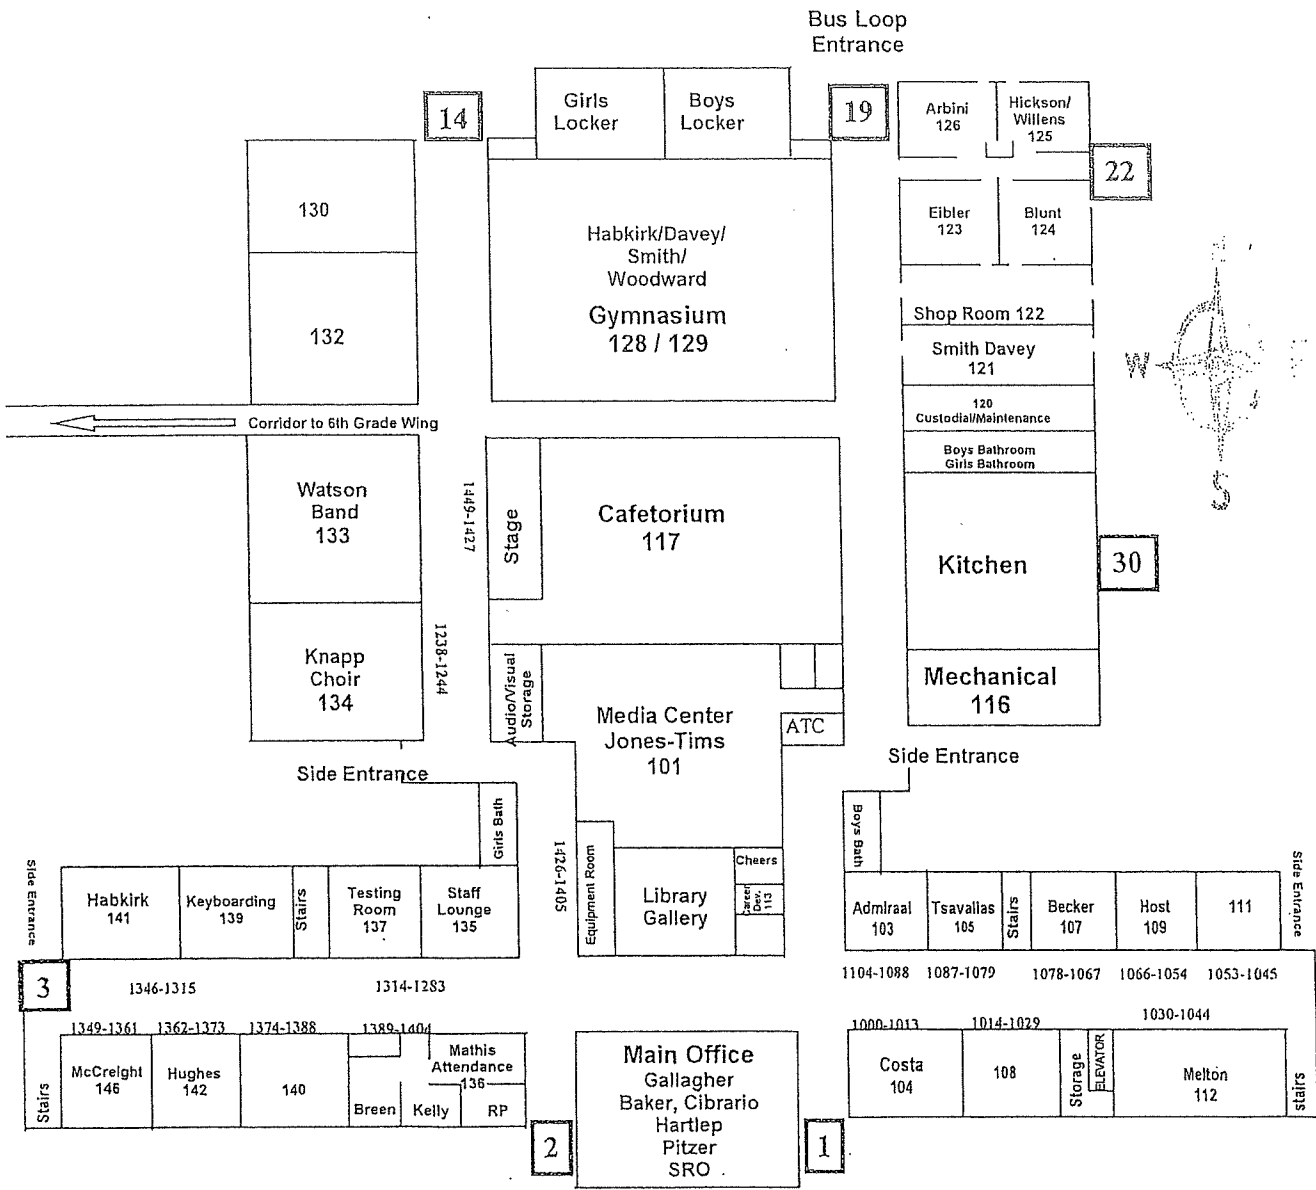 Bus Loop
Entrance
14
Girls
Locker
Boys
Locker
19
Arbini
126
Hickson/
Willens
125
22
130
Habkirk/Davey/
Smith/
Woodward
Gymnasium
128 / 129
Eibler
123
Blunt
124
132
Shop Room 122
Smith Davey
121
W
S
120
Custodial/Maintenance
Corridor to 6th Grade Wing
Boys Bathroom
Girls Bathroom
Watson
Band
133
1449-1427
Stage
Cafetorium
117
Kitchen
30
Knapp
Choir
134
1238-1244
Audio/Visual
Storage
Media Center
Jones-Tims
101
ATC
Mechanical
116
Side Entrance
Side Entrance
Girls Bath
Boys Bath
Side Entrance
Habkirk
141
Keyboarding
139
Stairs
Testing
Room
137
Staff
Lounge
135
1426-1405
Equipment Room
Library
Gallery
Cheers
Career
Dev.
113
Admiraal
103
Tsavalias
105
Stairs
Becker
107
Host
109
111
Side Entrance
3
1346-1315
1314-1283
1104-1088
1087-1079
1078-1067
1066-1054
1053-1045
1349-1361
1362-1373
1374-1388
1389-1404
1000-1013
1014-1029
1030-1044
Stairs
McCreight
146
Hughes
142
140
Breen
Kelly
Mathis
Attendance
136
RP
2
Main Office
Gallagher
Baker, Cibrario
Hartlep
Pitzer
SRO
1
Costa
104
108
Storage
ELEVATOR
Melton
112
stairs